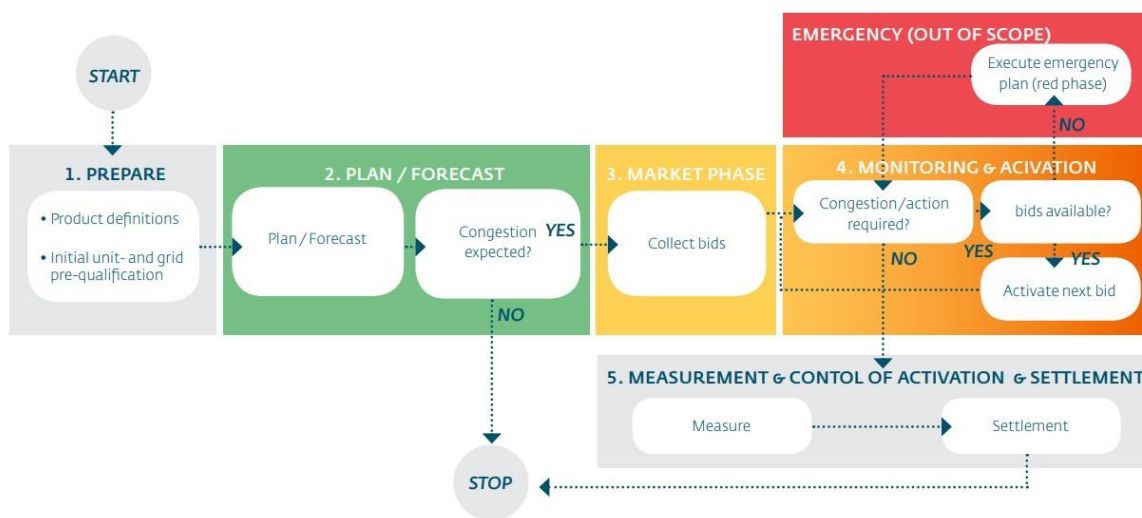 START
1. PREPARE
• Product definitions
• Initial unit- and grid
pre-qualification
2. PLAN / FORECAST
Plan / Forecast
Congestion
expected?
YES
NO
3. MARKET PHASE
Collect bids
EMERGENCY (OUT OF SCOPE)
Execute emergency
plan (red phase)
NO
4. MONITORING & ACIVATION
Congestion/action
required?
YES
NO
bids available?
YES
Activate next bid
5. MEASUREMENT & CONTOL OF ACTIVATION & SETTLEMENT
Measure
Settlement
STOP